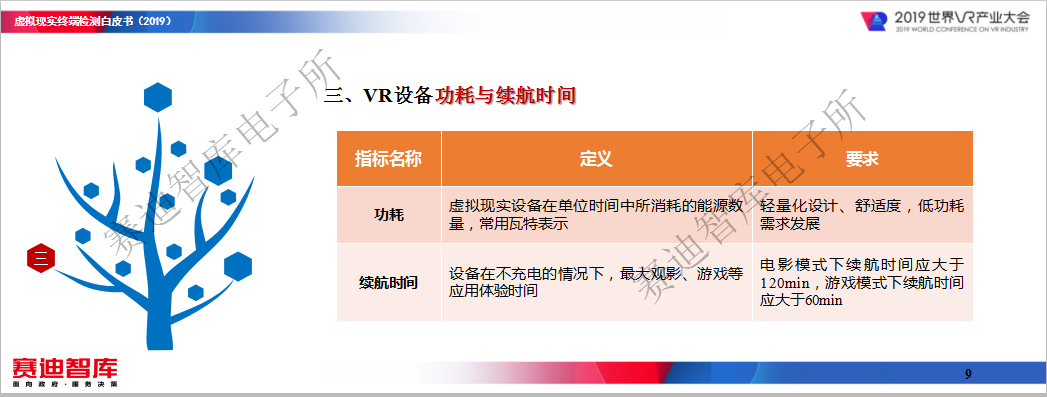 虚拟现实终端检测白皮书（2019）
2019世界VR产业大会
2019 WORLD CONFERENCE ON VR INDUSTRY
三、VR设备功耗与续航时间
指标名称 定义 要求
功耗
虚拟现实设备在单位时间中所消耗的能源数
量，常用瓦特表示
轻量化设计、舒适度，低功耗
需求发展
续航时间
设备在不充电的情况下，最大观影、游戏等
应用体验时间
电影模式下续航时间应大于
120min，游戏模式下续航时间
应大于60min
三
赛迪智库电子所
赛迪智库电子所
赛迪智库
面向政府·服务决策
9